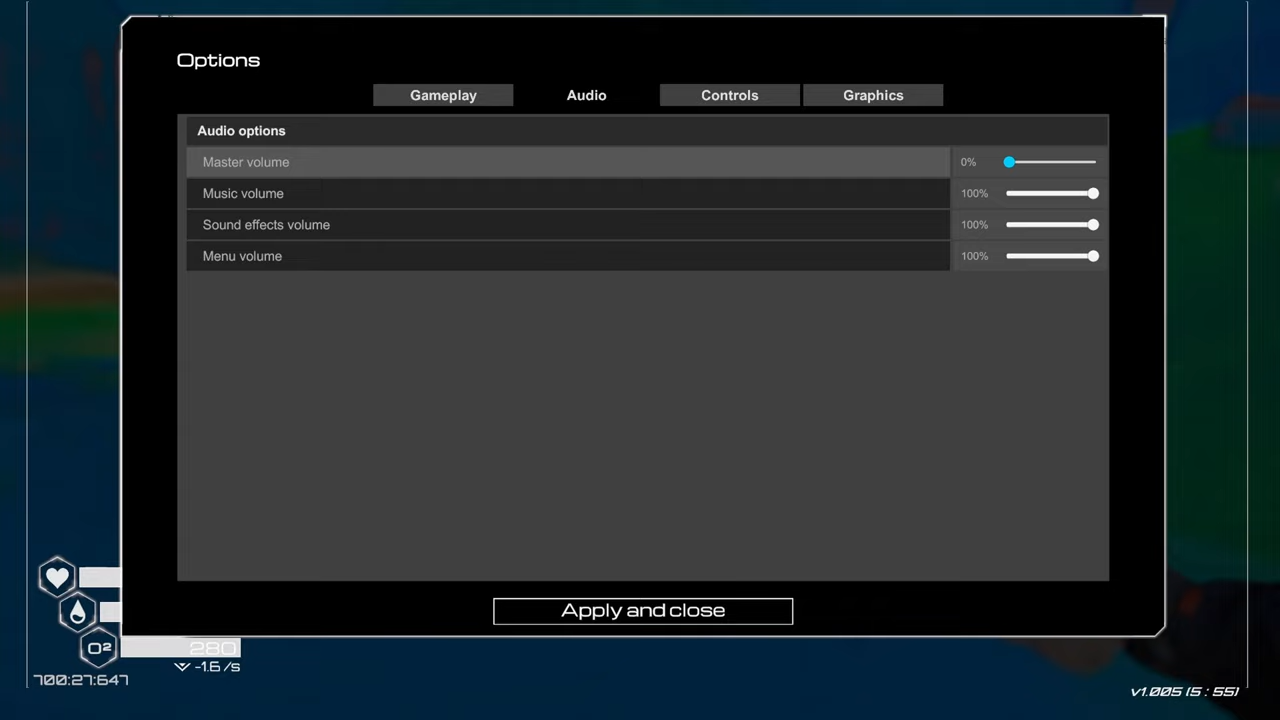 Options
Gameplay Audio Controls Graphics
Audio options
Master volume 0%
Music volume 100%
Sound effects volume 100%
Menu volume 100%
Apply and close
O² 280
-1.6 /s
700:27:647
v1.005 (5 : 55)